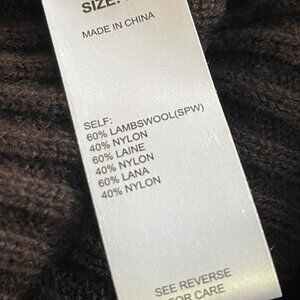 SIZE:
MADE IN CHINA
SELF:
60% LAMBSWOOL(SPW)
40% NYLON
60% LAINE
40% NYLON
60% LANA
40% NYLON
SEE REVERSE
FOR CARE